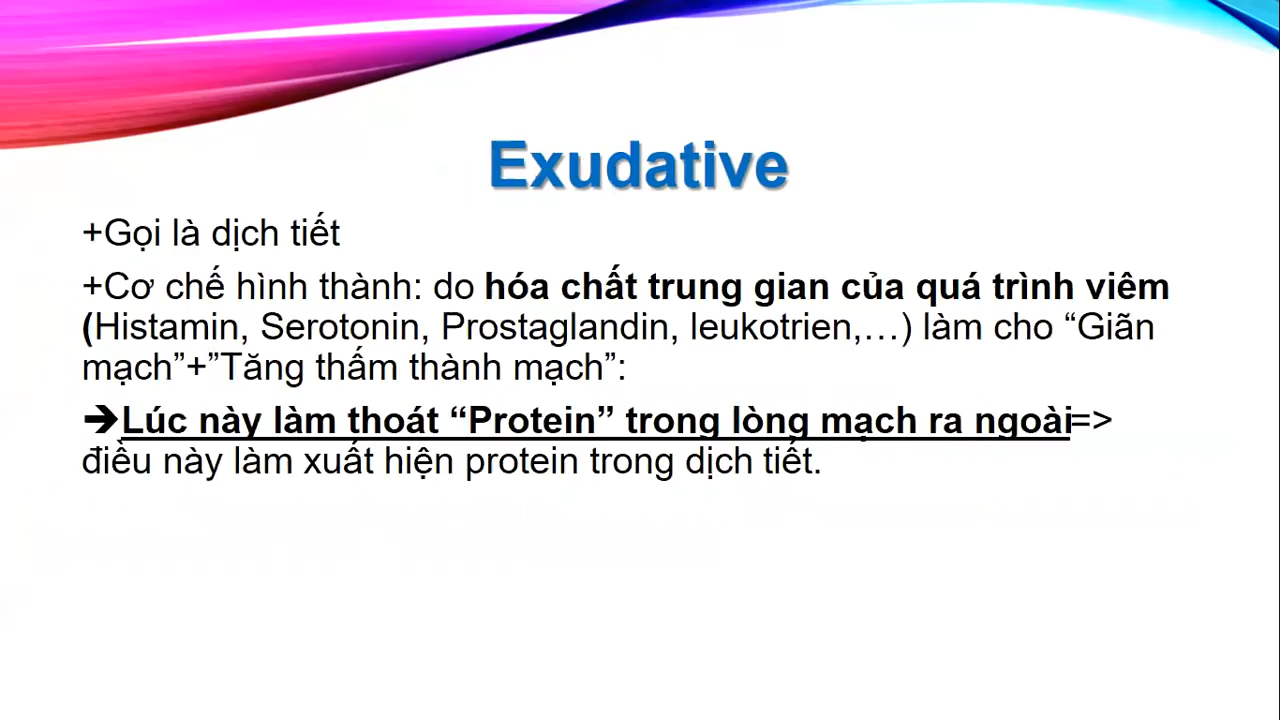 Exudative
+Gọi là dịch tiết
+Cơ chế hình thành: do hóa chất trung gian của quá trình viêm
(Histamin, Serotonin, Prostaglandin, leukotrien,…) làm cho “Giãn
mạch”+”Tăng thấm thành mạch”:
➔Lúc này làm thoát “Protein” trong lòng mạch ra ngoài=>
điều này làm xuất hiện protein trong dịch tiết.